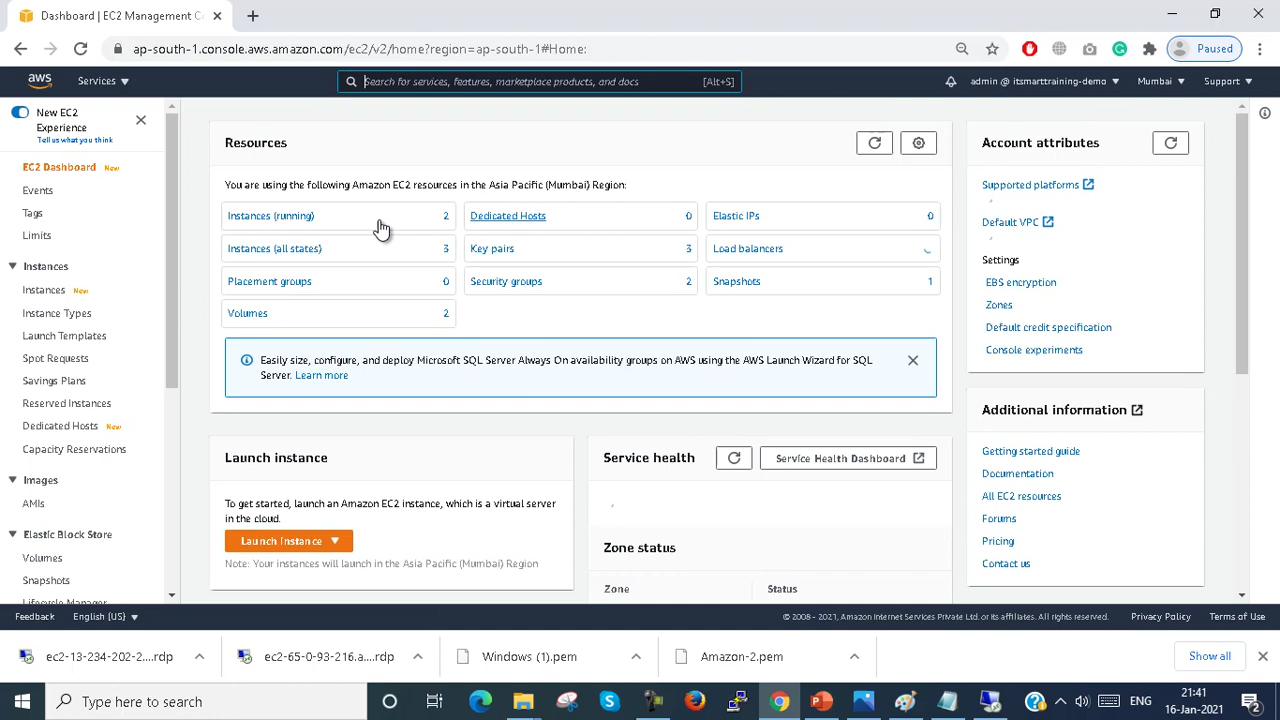 Dashboard | EC2 Management Co
ap-south-1.console.aws.amazon.com/ec2/v2/home?region=ap-south-1#Home:
Paused
aws
Services
Search for services, features, marketplace products, and docs
[Alt+S]
admin @ itsmarttraining-demo
Mumbai
Support
New EC2
Experience
Tell us what you think
EC2 Dashboard New
Events
Tags
Limits
Instances
Instances New
Instance Types
Launch Templates
Spot Requests
Savings Plans
Reserved Instances
Dedicated Hosts New
Capacity Reservations
Images
AMIs
Elastic Block Store
Volumes
Snapshots
Lifecycle Manager
Resources
You are using the following Amazon EC2 resources in the Asia Pacific (Mumbai) Region:
Instances (running) 2
Dedicated Hosts 0
Elastic IPs 0
Instances (all states) 3
Key pairs 3
Load balancers
Placement groups 0
Security groups 2
Snapshots 1
Volumes 2
Easily size, configure, and deploy Microsoft SQL Server Always On availability groups on AWS using the AWS Launch Wizard for SQL
Server. Learn more
Launch instance
To get started, launch an Amazon EC2 instance, which is a virtual server
in the cloud.
Launch Instance
Note: Your instances will launch in the Asia Pacific (Mumbai) Region
Service health
Service Health Dashboard
Zone status
Zone Status
Account attributes
Supported platforms
Default VPC
Settings
EBS encryption
Zones
Default credit specification
Console experiments
Additional information
Getting started guide
Documentation
All EC2 resources
Forums
Pricing
Contact us
Feedback
English (US)
© 2008 - 2021, Amazon Internet Services Private Ltd. or its affiliates. All rights reserved.
Privacy Policy
Terms of Use
ec2-13-234-202-2....rdp
ec2-65-0-93-216.a....rdp
Windows (1).pem
Amazon-2.pem
Show all
Type here to search
ENG
21:41
16-Jan-2021
2